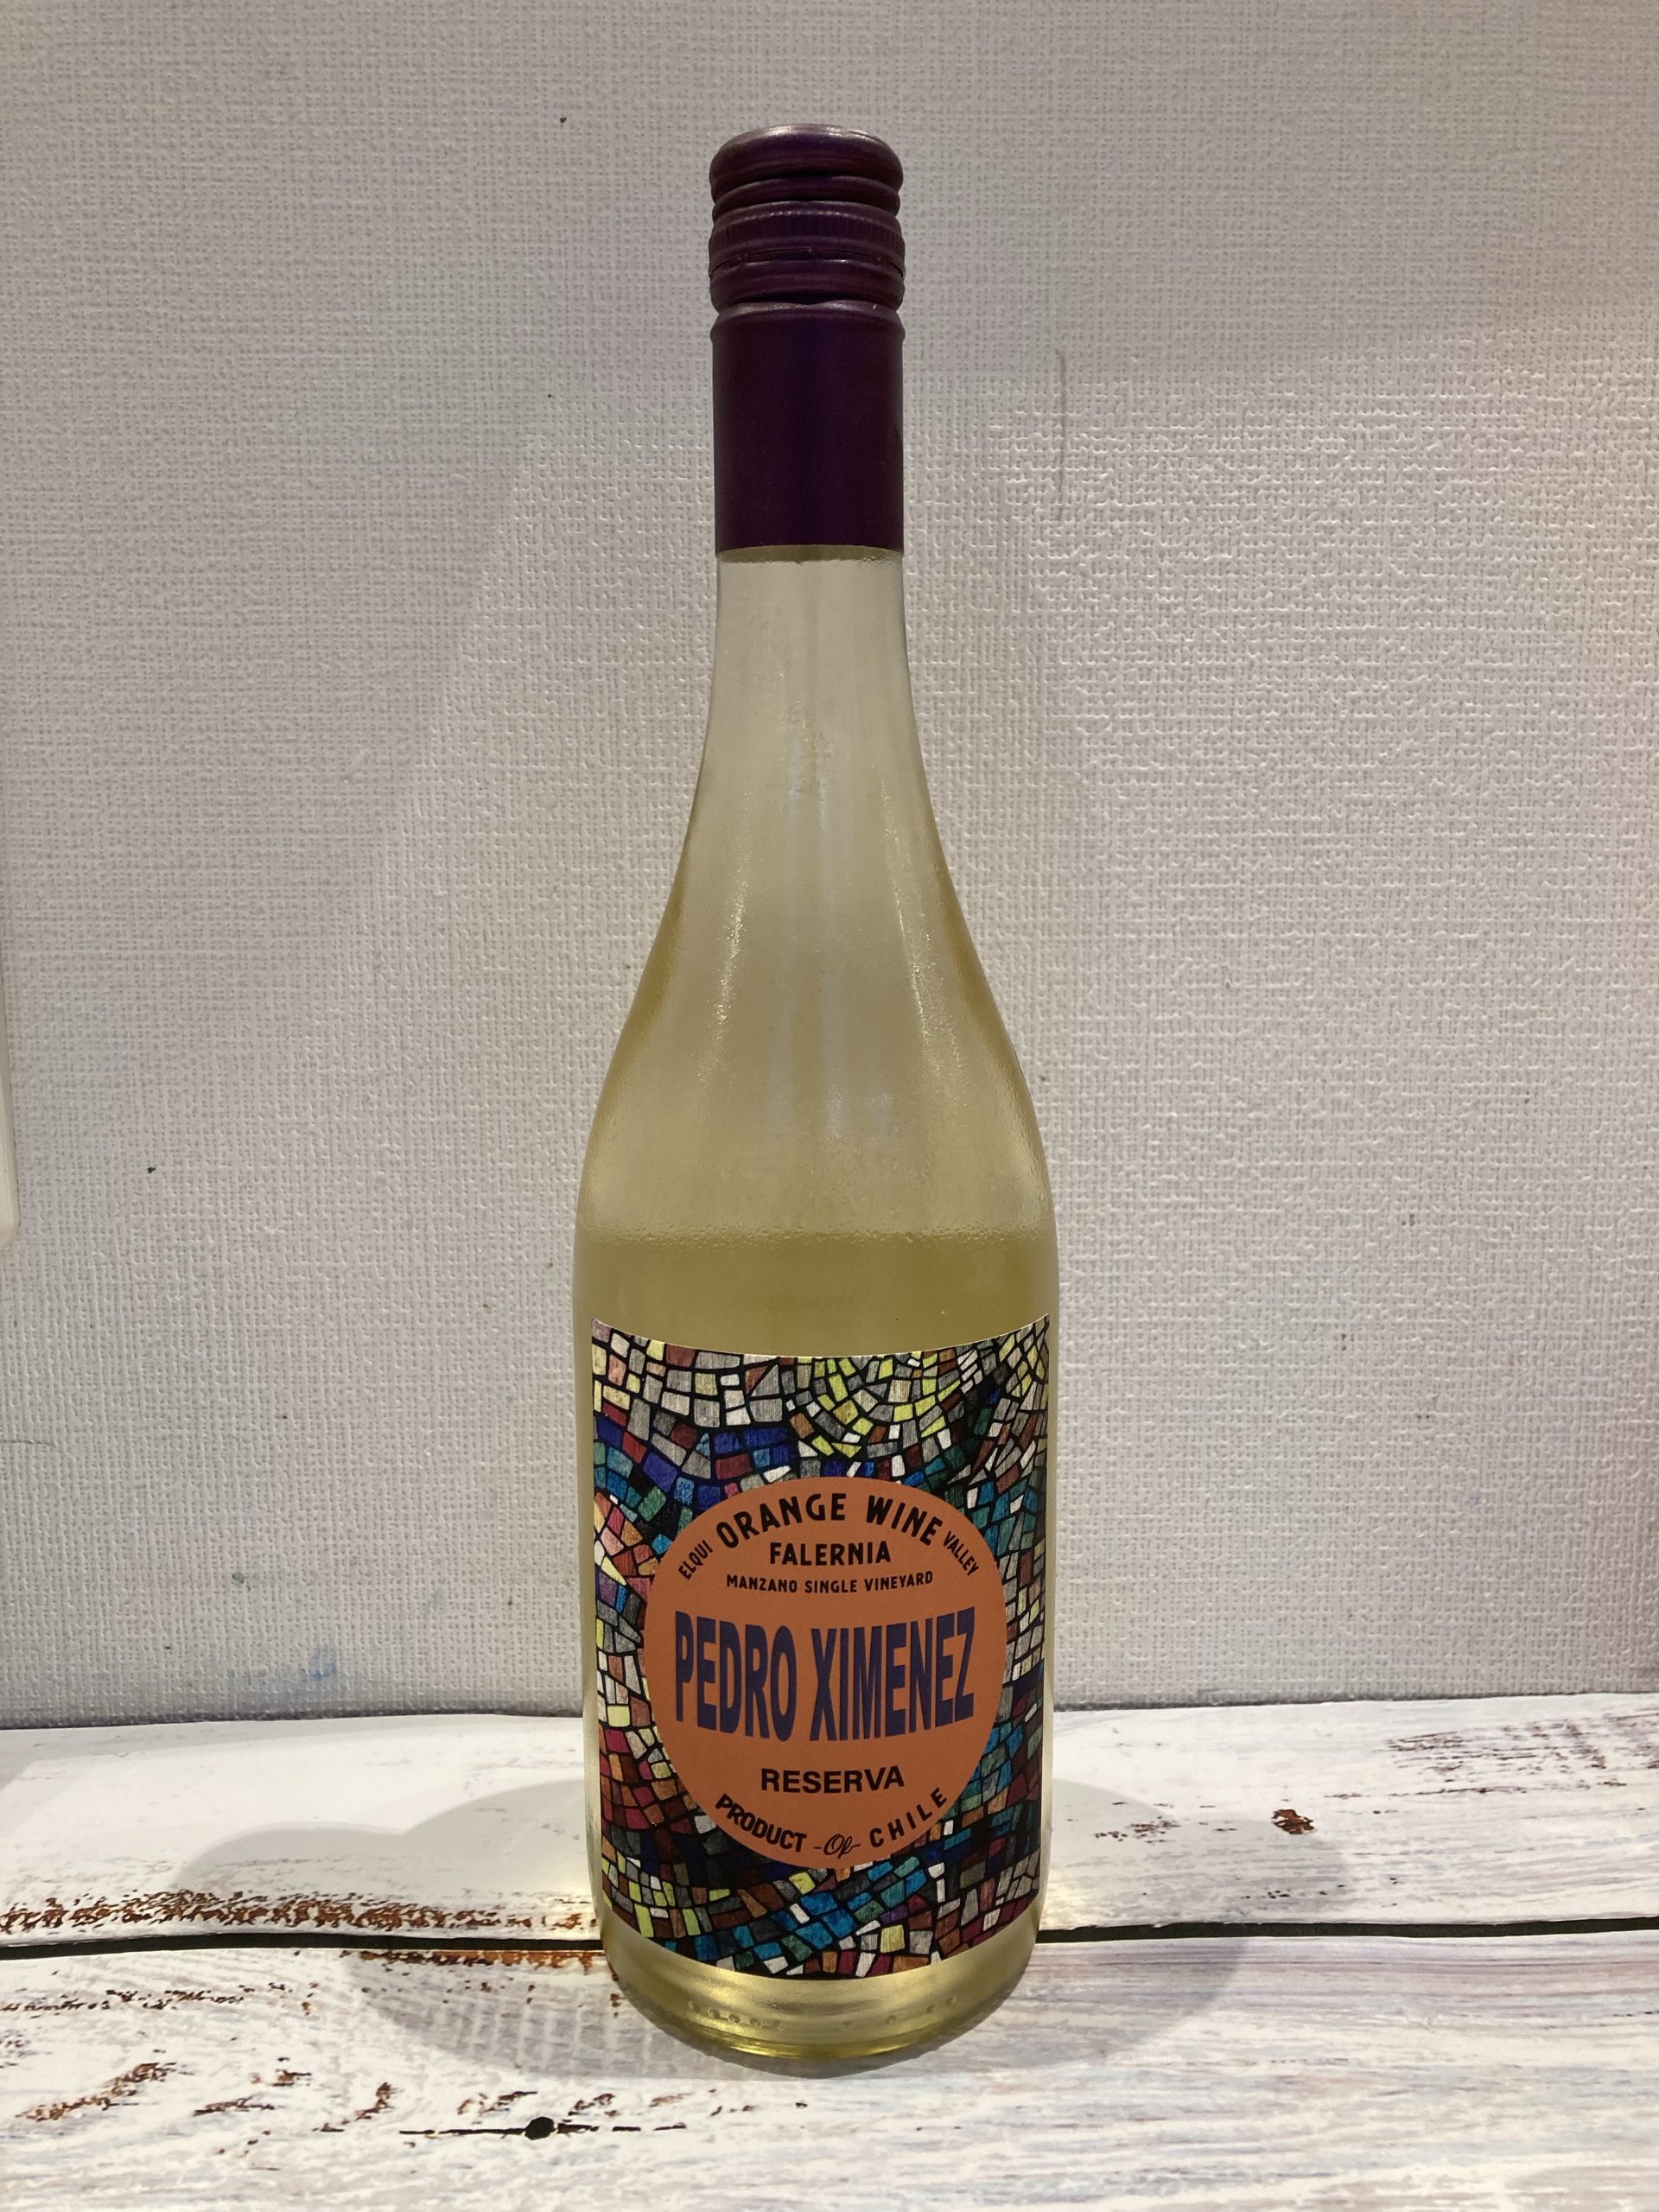 ORANGE WINE
ELQUI VALLEY
FALERNIA
MANZANO SINGLE VINEYARD
PEDRO XIMENEZ
RESERVA
PRODUCT -Of- CHILE